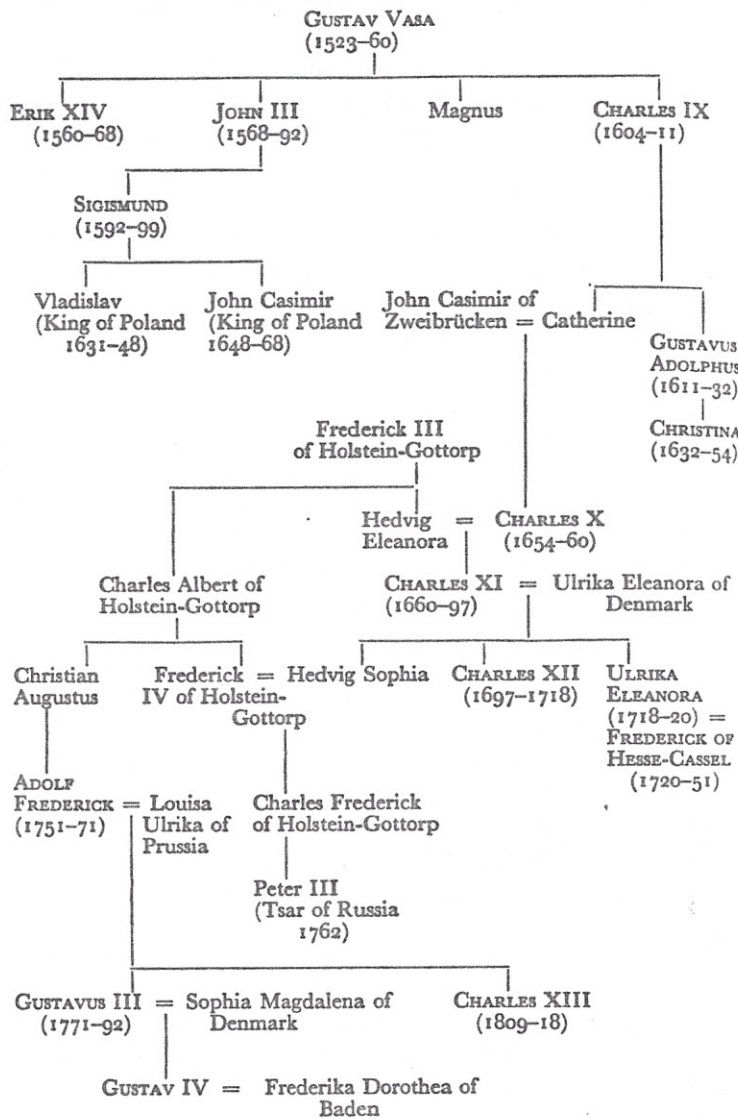 GUSTAV VASA
(1523–60)
ERIK XIV
(1560–68)
JOHN III
(1568–92)
Magnus
CHARLES IX
(1604–11)
SIGISMUND
(1592–99)
Vladislav
(King of Poland
1631–48)
John Casimir
(King of Poland
1648–68)
John Casimir of
Zweibrücken = Catherine
GUSTAVUS
ADOLPHUS
(1611–32)
CHRISTINA
(1632–54)
Frederick III
of Holstein-Gottorp
Hedvig = CHARLES X
Eleanora (1654–60)
Charles Albert of
Holstein-Gottorp
CHARLES XI = Ulrika Eleanora of
(1660–97) Denmark
Christian
Augustus
Frederick = Hedvig Sophia
IV of Holstein-
Gottorp
CHARLES XII
(1697–1718)
ULRIKA
ELEANORA
(1718–20) =
FREDERICK OF
HESSE-CASSEL
(1720–51)
ADOLF
FREDERICK = Louisa
(1751–71) Ulrika of
Prussia
Charles Frederick
of Holstein-Gottorp
Peter III
(Tsar of Russia
1762)
GUSTAVUS III = Sophia Magdalena of
(1771–92) Denmark
CHARLES XIII
(1809–18)
GUSTAV IV = Frederika Dorothea of
Baden